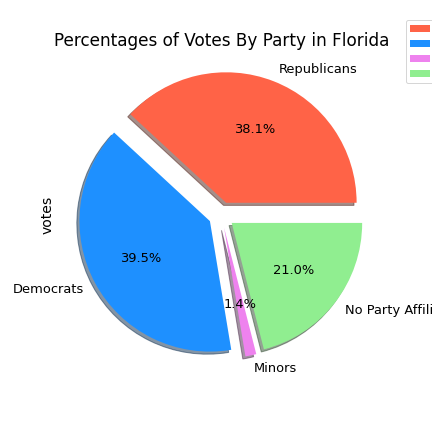 Percentages of Votes By Party in Florida
Republicans
38.1%
votes
39.5%
Democrats
21.0%
1.4%
No Party Affili
Minors